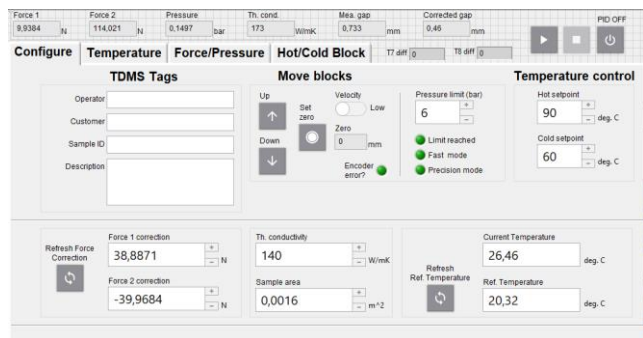 Force 1 Force 2 Pressure Th. cond. Mea. gap Corrected gap PID OFF
9,9384 N 114,021 N 0,1497 bar 173 W/mK 0,733 mm 0,46 mm
Configure Temperature Force/Pressure Hot/Cold Block T7 diff 0 T8 diff 0
TDMS Tags
Operator
Customer
Sample ID
Description
Move blocks
Up
Down
Set zero
Velocity
Low
Zero
0 mm
Encoder error?
Pressure limit (bar)
6
Limit reached
Fast mode
Precision mode
Temperature control
Hot setpoint
90 deg. C
Cold setpoint
60 deg. C
Refresh Force
Correction
Force 1 correction
38,8871 N
Force 2 correction
-39,9684 N
Th. conductivity
140 W/mK
Sample area
0,0016 m^2
Refresh
Ref. Temperature
Current Temperature
26,46 deg. C
Ref. Temperature
20,32 deg. C